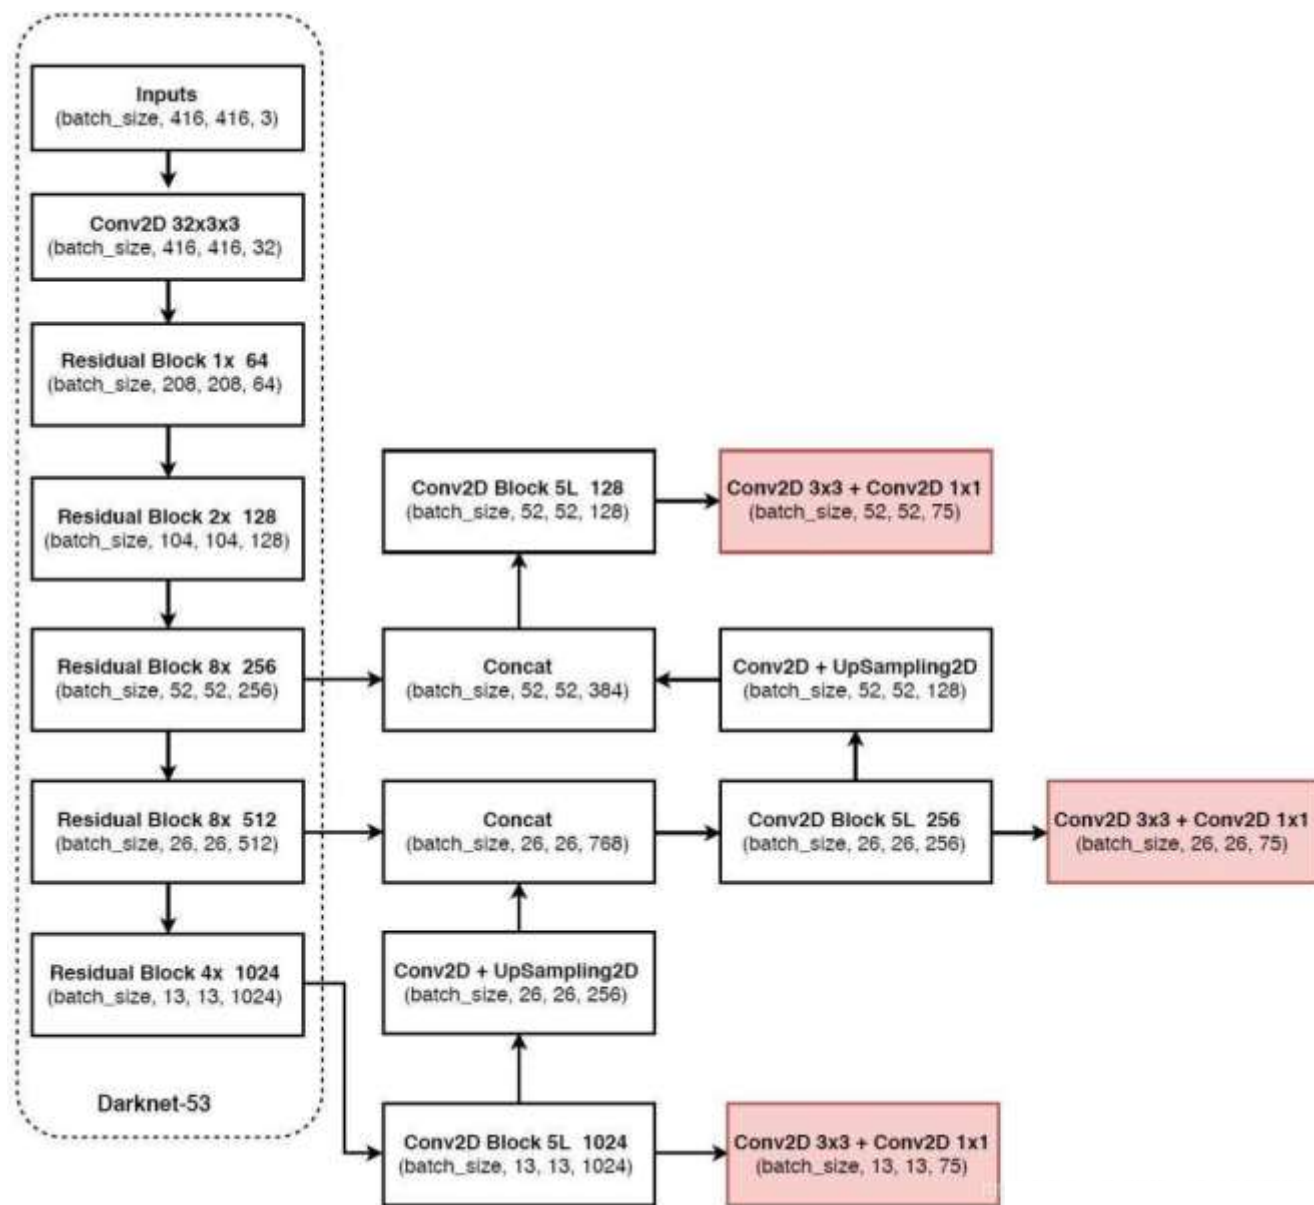 Inputs
(batch_size, 416, 416, 3)
Conv2D 32x3x3
(batch_size, 416, 416, 32)
Residual Block 1x 64
(batch_size, 208, 208, 64)
Residual Block 2x 128
(batch_size, 104, 104, 128)
Residual Block 8x 256
(batch_size, 52, 52, 256)
Residual Block 8x 512
(batch_size, 26, 26, 512)
Residual Block 4x 1024
(batch_size, 13, 13, 1024)
Darknet-53
Conv2D Block 5L 128
(batch_size, 52, 52, 128)
Conv2D 3x3 + Conv2D 1x1
(batch_size, 52, 52, 75)
Concat
(batch_size, 52, 52, 384)
Conv2D + UpSampling2D
(batch_size, 52, 52, 128)
Concat
(batch_size, 26, 26, 768)
Conv2D Block 5L 256
(batch_size, 26, 26, 256)
Conv2D 3x3 + Conv2D 1x1
(batch_size, 26, 26, 75)
Conv2D + UpSampling2D
(batch_size, 26, 26, 256)
Conv2D Block 5L 1024
(batch_size, 13, 13, 1024)
Conv2D 3x3 + Conv2D 1x1
(batch_size, 13, 13, 75)